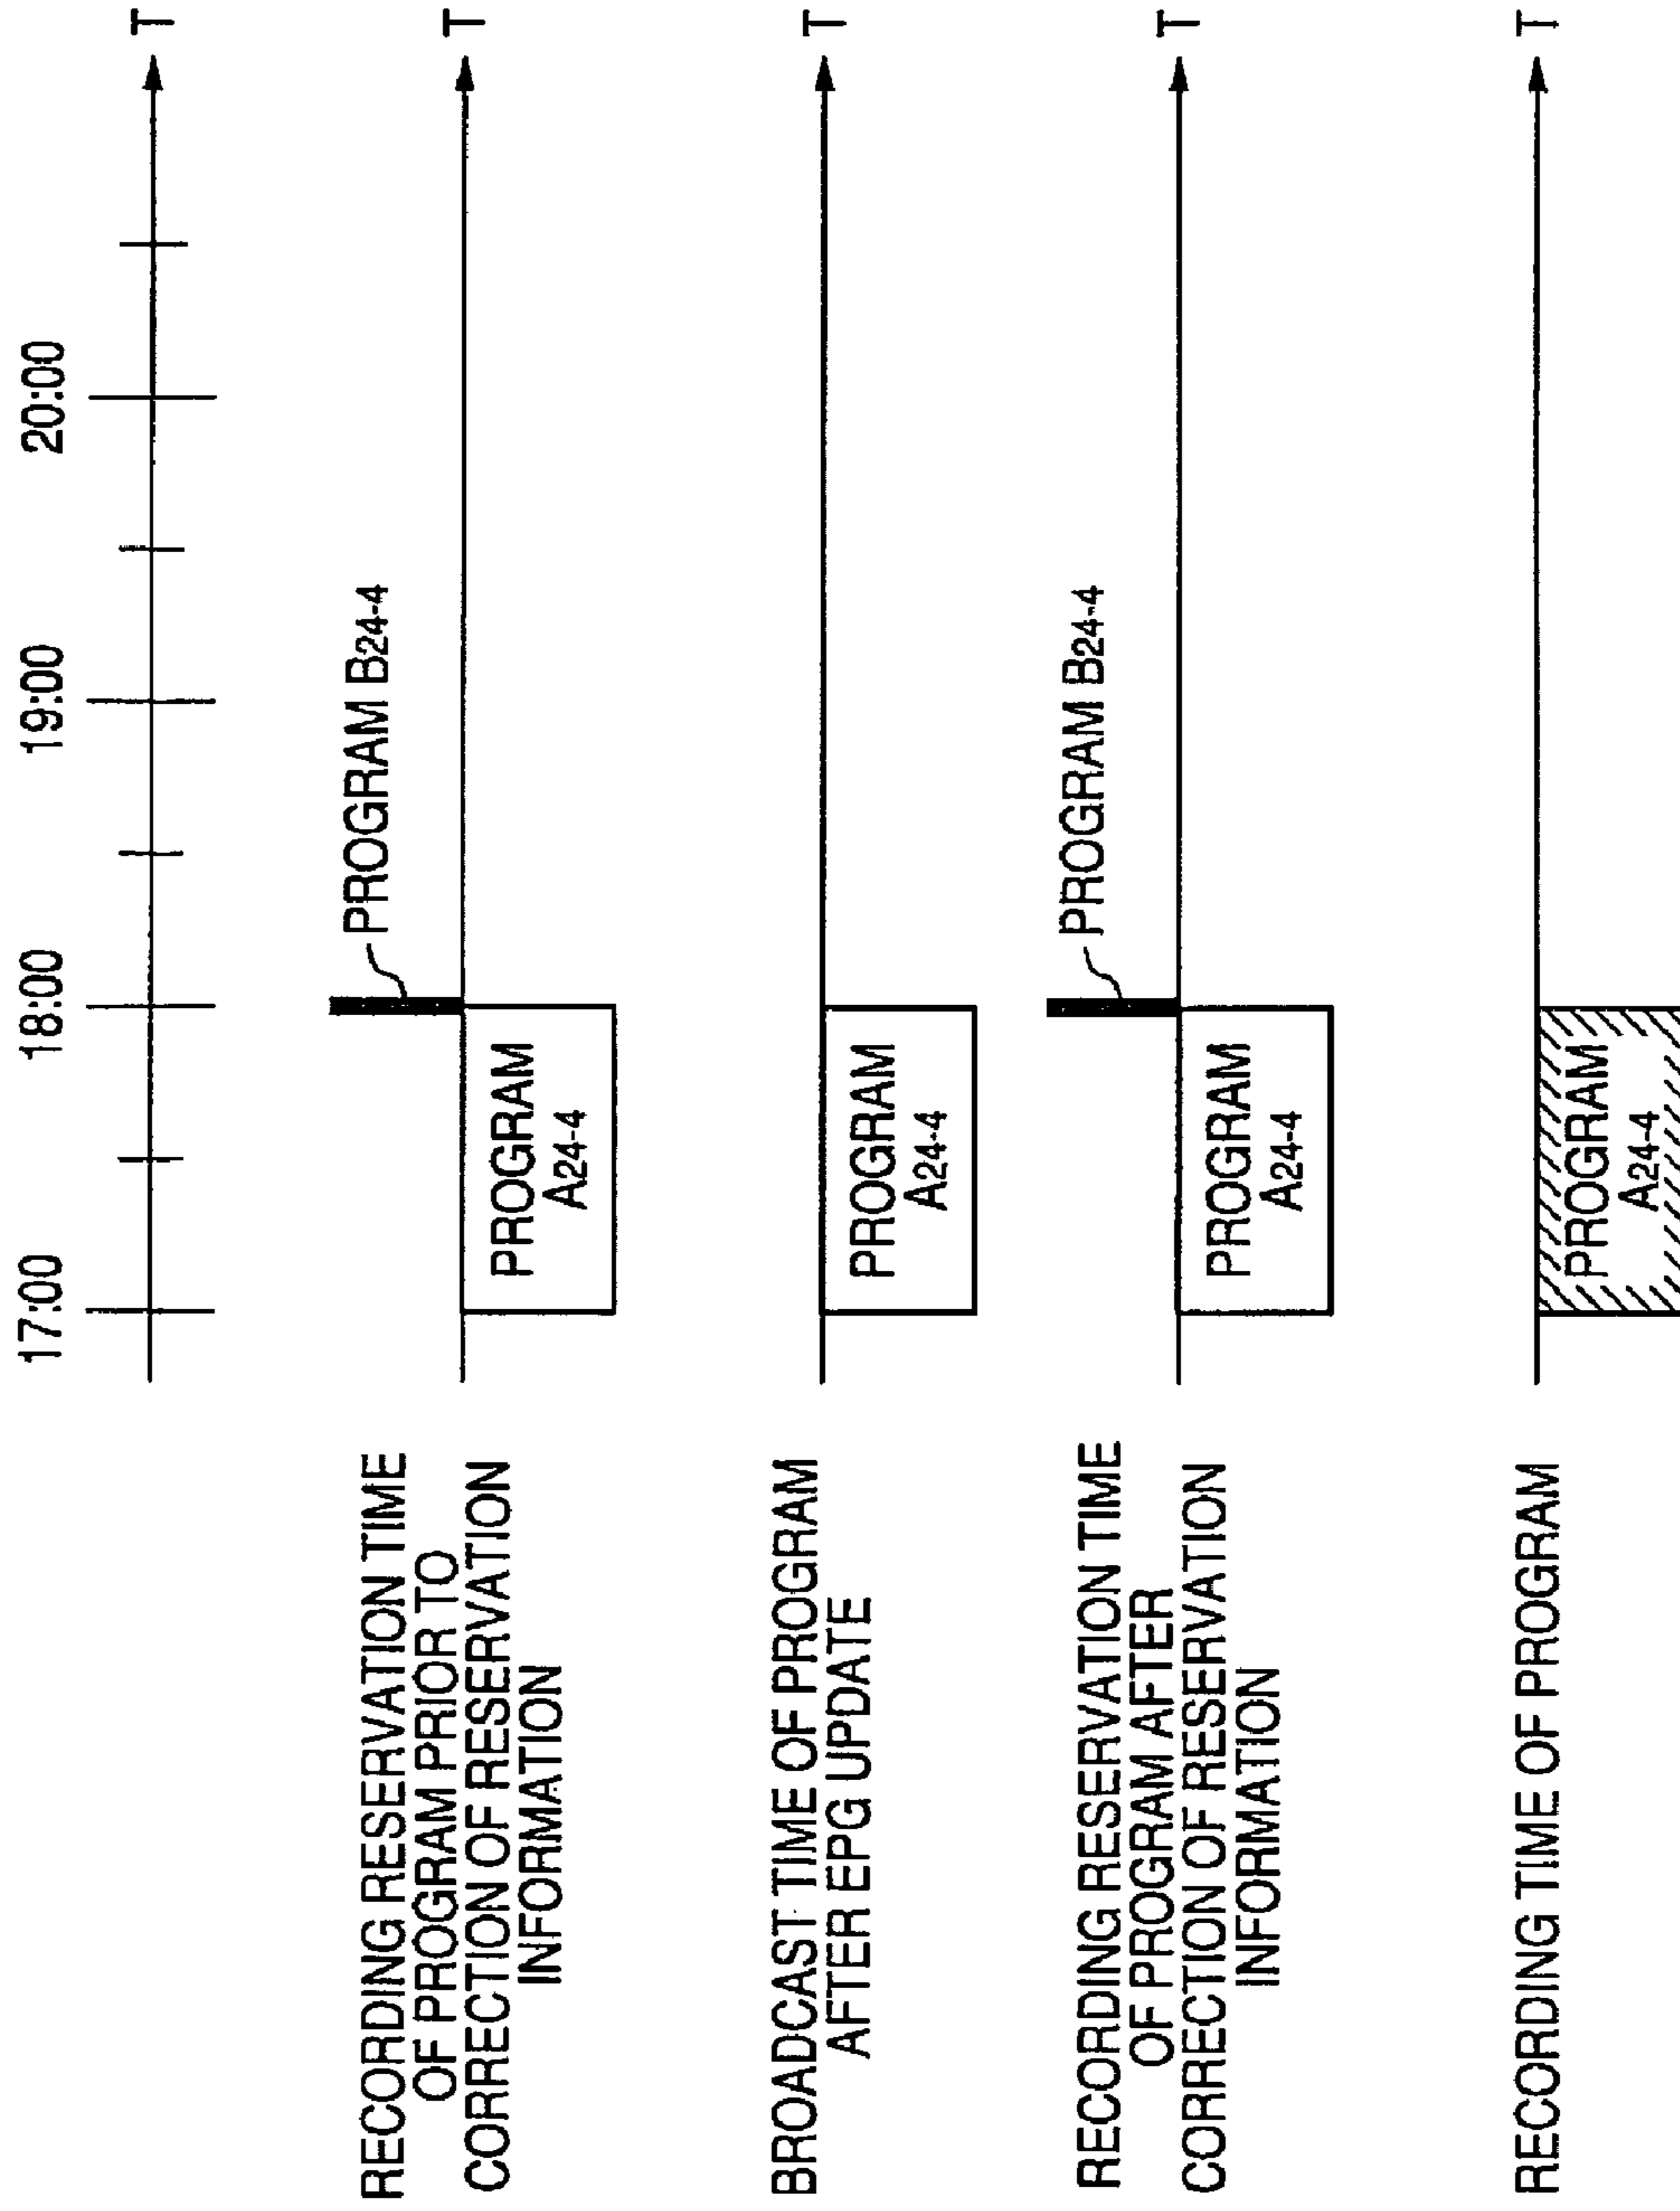 17:00
18:00
19:00
20:00
T
RECORDING RESERVATION TIME
OF PROGRAM PRIOR TO
CORRECTION OF RESERVATION
INFORMATION
PROGRAM B24-4
PROGRAM
A24-4
T
BROADCAST TIME OF PROGRAM
AFTER EPG UPDATE
PROGRAM
A24-4
T
RECORDING RESERVATION TIME
OF PROGRAM AFTER
CORRECTION OF RESERVATION
INFORMATION
PROGRAM B24-4
PROGRAM
A24-4
T
RECORDING TIME OF PROGRAM
PROGRAM
A24-4
T